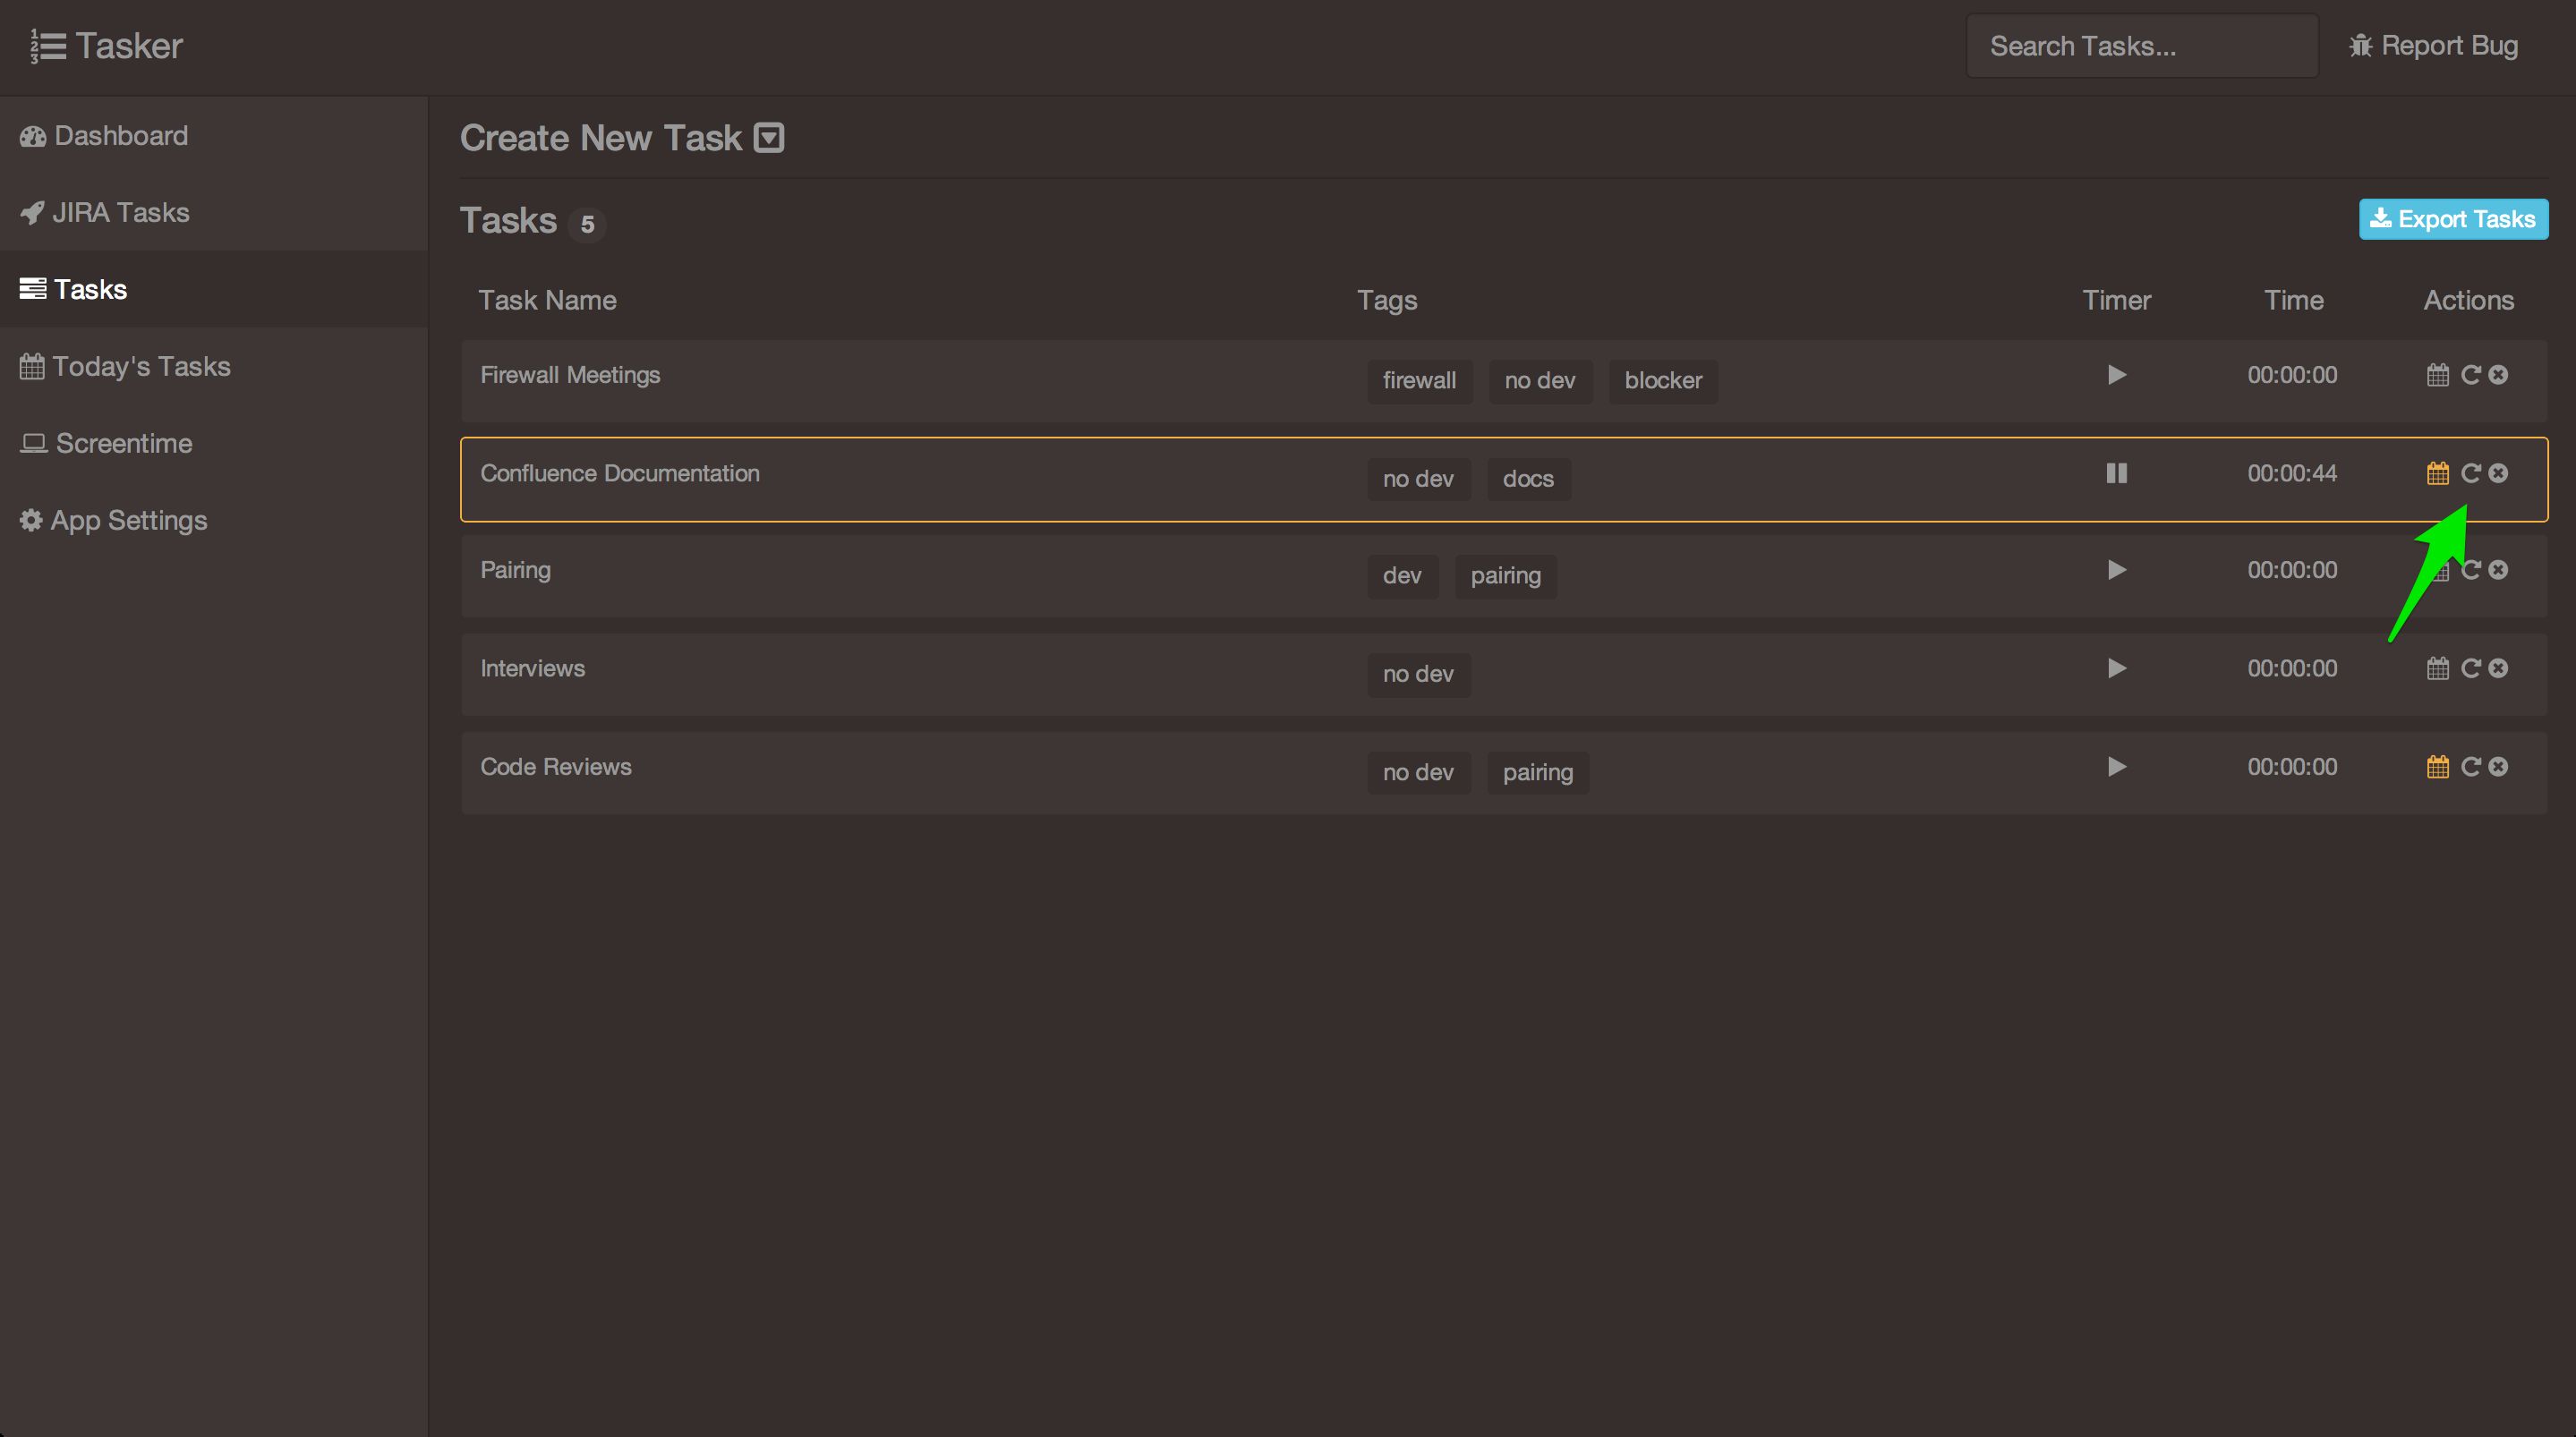 Tasker
Search Tasks...
Report Bug
Dashboard
JIRA Tasks
Tasks
Today's Tasks
Screentime
App Settings
Create New Task
Tasks 5
Export Tasks
Task Name Tags Timer Time Actions
Firewall Meetings firewall no dev blocker 00:00:00
Confluence Documentation no dev docs 00:00:44
Pairing dev pairing 00:00:00
Interviews no dev 00:00:00
Code Reviews no dev pairing 00:00:00